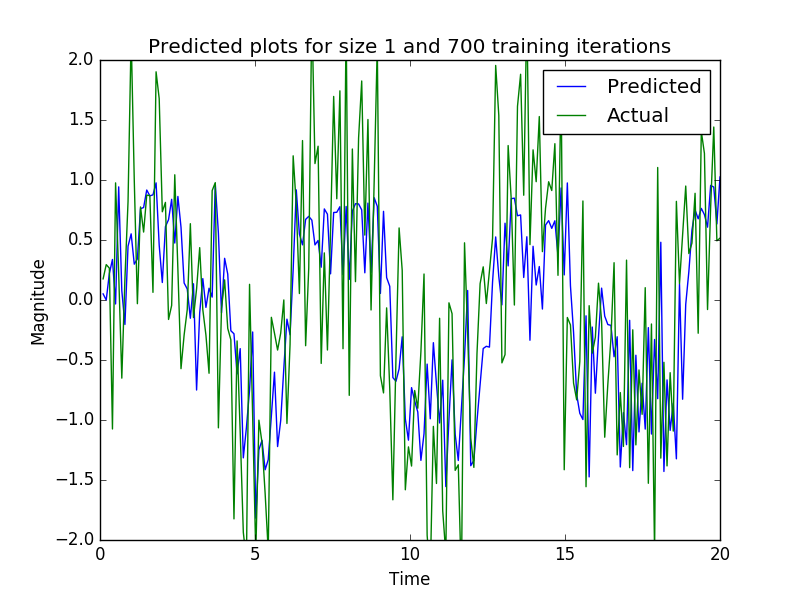 Predicted plots for size 1 and 700 training iterations
Predicted
Actual
2.0
1.5
1.0
0.5
0.0
−0.5
−1.0
−1.5
−2.0
Magnitude
0
5
10
15
20
Time